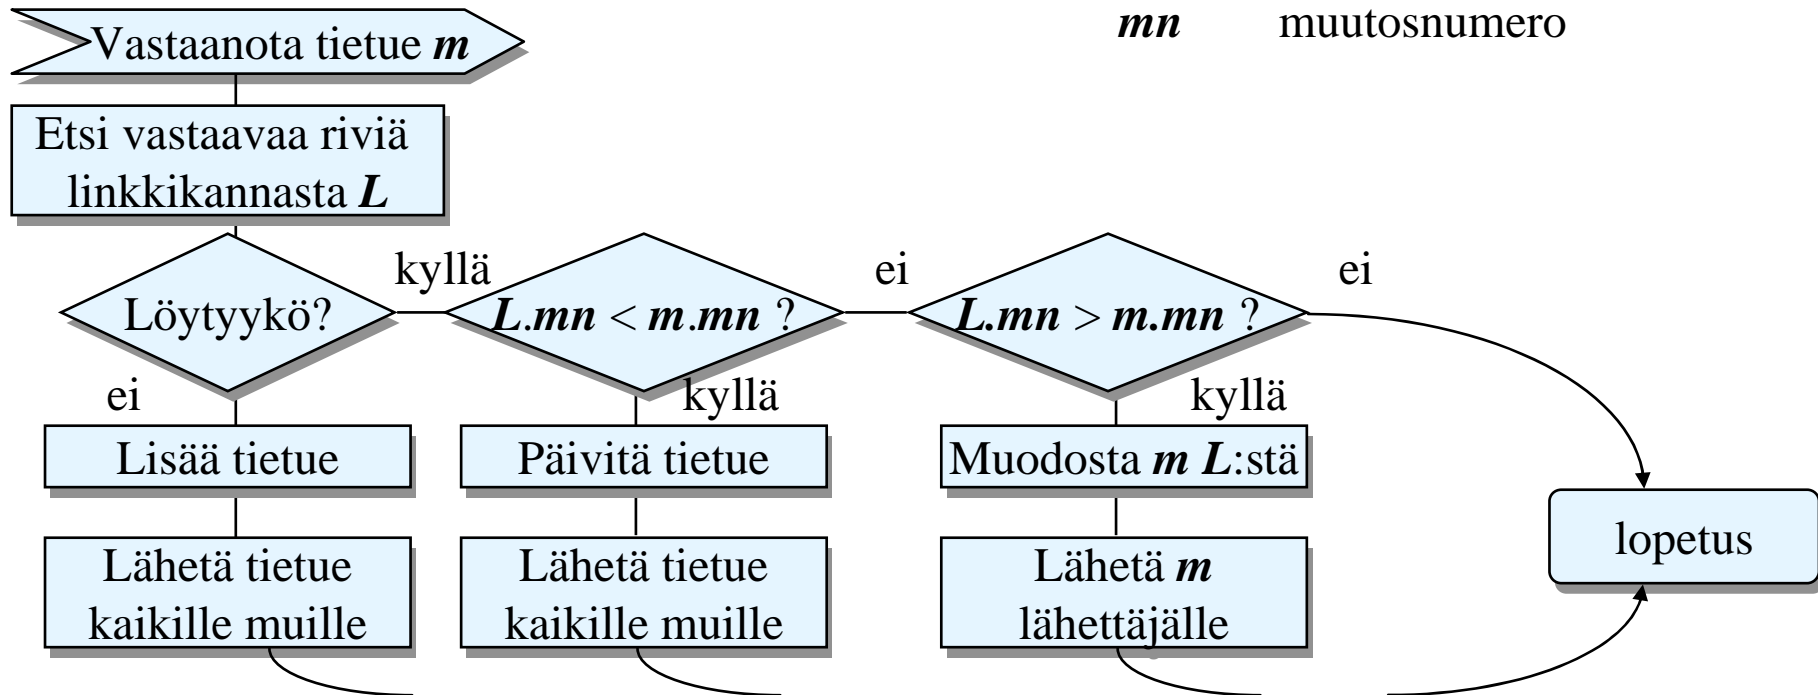 Vastaanota tietue m
mn muutosnumero
Etsi vastaavaa riviä
linkkikannasta L
Löytyykö?
kyllä
L.mn < m.mn ?
ei
L.mn > m.mn ?
ei
ei
kyllä
kyllä
Lisää tietue
Päivitä tietue
Muodosta m L:stä
Lähetä tietue
kaikille muille
Lähetä tietue
kaikille muille
Lähetä m
lähettäjälle
lopetus